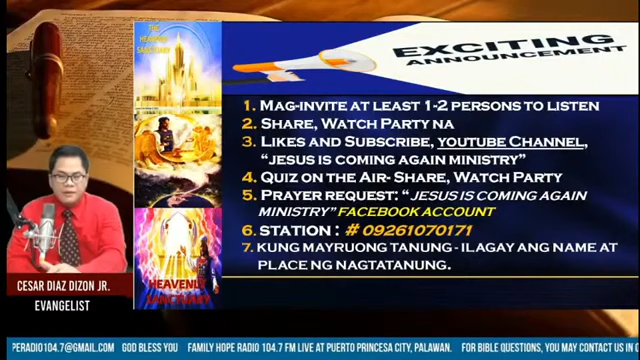 THE
HEAVENLY
SANCTUARY
EXCITING
ANNOUNCEMENT
1. MAG-INVITE AT LEAST 1-2 PERSONS TO LISTEN
2. SHARE, WATCH PARTY NA
3. LIKES AND SUBSCRIBE, YOUTUBE CHANNEL,
“JESUS IS COMING AGAIN MINISTRY”
4. QUIZ ON THE AIR- SHARE, WATCH PARTY
5. PRAYER REQUEST: “JESUS IS COMING AGAIN
MINISTRY” FACEBOOK ACCOUNT
6. STATION : # 09261070171
7. KUNG MAYRUONG TANUNG - ILAGAY ANG NAME AT
PLACE NG NAGTATANUNG.
HEAVENLY
SANCTUARY
CESAR DIAZ DIZON JR.
EVANGELIST
PERADIO104.7@GMAIL.COM GOD BLESS YOU FAMILY HOPE RADIO 104.7 FM LIVE AT PUERTO PRINCESA CITY, PALAWAN. FOR BIBLE QUESTIONS, YOU MAY CONTACT US IN O